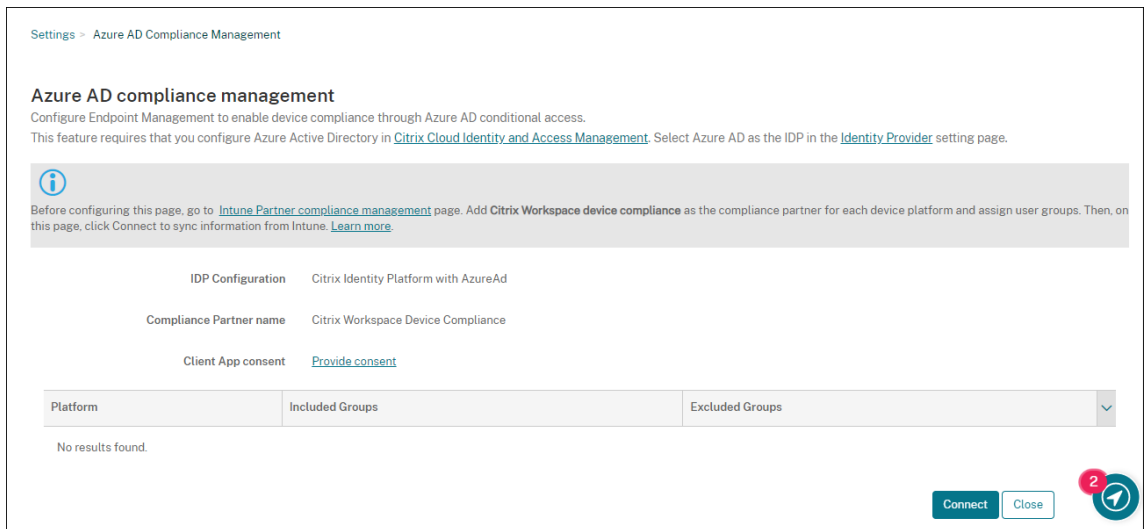 Settings > Azure AD Compliance Management
Azure AD compliance management
Configure Endpoint Management to enable device compliance through Azure AD conditional access.
This feature requires that you configure Azure Active Directory in Citrix Cloud Identity and Access Management. Select Azure AD as the IDP in the Identity Provider setting page.
Before configuring this page, go to Intune Partner compliance management page. Add Citrix Workspace device compliance as the compliance partner for each device platform and assign user groups. Then, on
this page, click Connect to sync information from Intune. Learn more.
IDP Configuration Citrix Identity Platform with AzureAd
Compliance Partner name Citrix Workspace Device Compliance
Client App consent Provide consent
Platform Included Groups Excluded Groups
No results found.
2
Connect Close